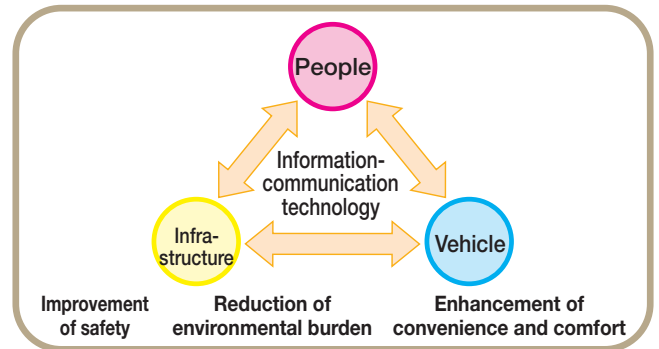 People
Information-
communication
technology
Infra-
structure
Vehicle
Improvement
of safety
Reduction of
environmental burden
Enhancement of
convenience and comfort